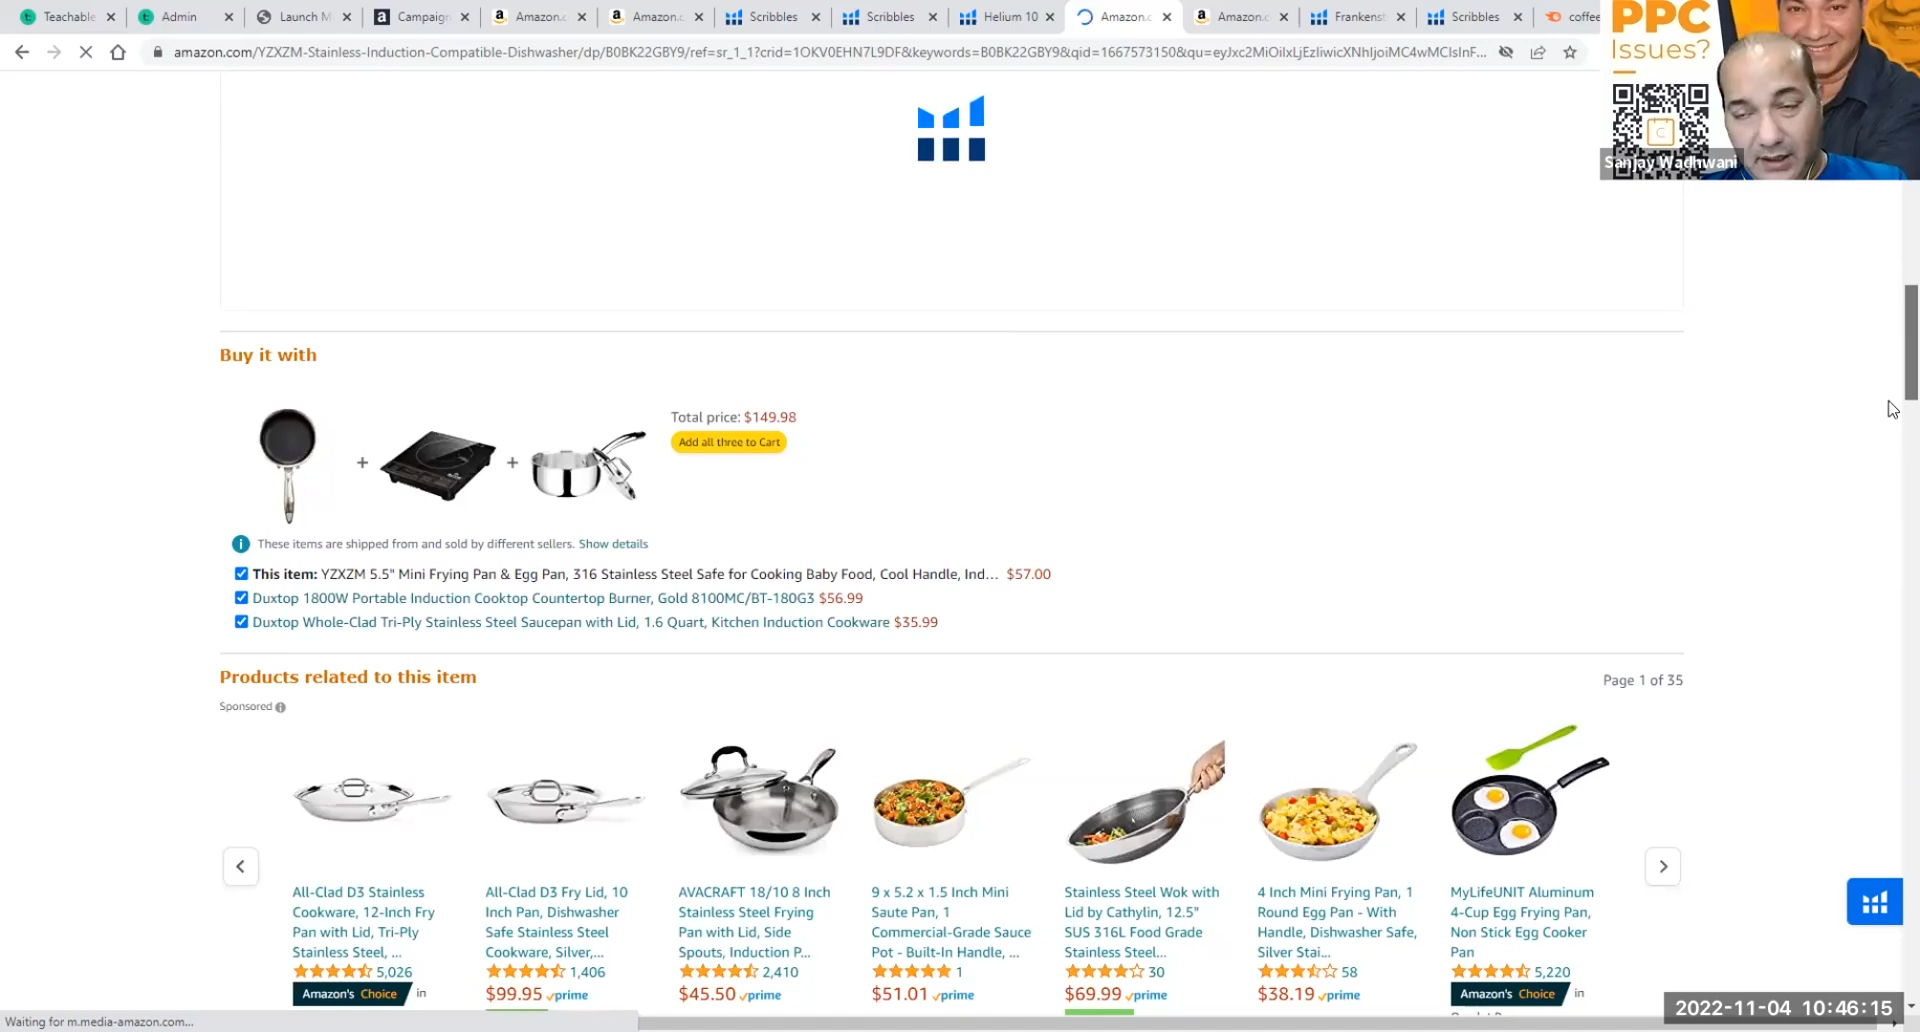 Teachable
Admin
Launch M
Campaign
Amazon.c
Amazon.c
Scribbles
Scribbles
Helium 10
Amazon.c
Amazon.c
Frankenst
Scribbles
coffee
amazon.com/YZXZM-Stainless-Induction-Compatible-Dishwasher/dp/B0BK22GBY9/ref=sr_1_1?crid=1OKV0EHN7L9DF&keywords=B0BK22GBY9&qid=1667573150&qu=eyJxc2MiOiIxLjEzIiwicXNhIjoiMC4wMCIsInF...
PPC
Issues?
Sanjay Wadhwani
Buy it with
Total price: $149.98
Add all three to Cart
These items are shipped from and sold by different sellers. Show details
This item: YZXZM 5.5" Mini Frying Pan & Egg Pan, 316 Stainless Steel Safe for Cooking Baby Food, Cool Handle, Ind... $57.00
Duxtop 1800W Portable Induction Cooktop Countertop Burner, Gold 8100MC/BT-180G3 $56.99
Duxtop Whole-Clad Tri-Ply Stainless Steel Saucepan with Lid, 1.6 Quart, Kitchen Induction Cookware $35.99
Products related to this item
Page 1 of 35
Sponsored
All-Clad D3 Stainless
Cookware, 12-Inch Fry
Pan with Lid, Tri-Ply
Stainless Steel, ...
5,026
Amazon's Choice in
All-Clad D3 Fry Lid, 10
Inch Pan, Dishwasher
Safe Stainless Steel
Cookware, Silver,...
1,406
$99.95 prime
AVACRAFT 18/10 8 Inch
Stainless Steel Frying
Pan with Lid, Side
Spouts, Induction P...
2,410
$45.50 prime
9 x 5.2 x 1.5 Inch Mini
Saute Pan, 1
Commercial-Grade Sauce
Pot - Built-In Handle, ...
1
$51.01 prime
Stainless Steel Wok with
Lid by Cathylin, 12.5"
SUS 316L Food Grade
Stainless Steel...
30
$69.99 prime
4 Inch Mini Frying Pan, 1
Round Egg Pan - With
Handle, Dishwasher Safe,
Silver Stai...
58
$38.19 prime
MyLifeUNIT Aluminum
4-Cup Egg Frying Pan,
Non Stick Egg Cooker
Pan
5,220
Amazon's Choice in
Waiting for m.media-amazon.com...
2022-11-04 10:46:15